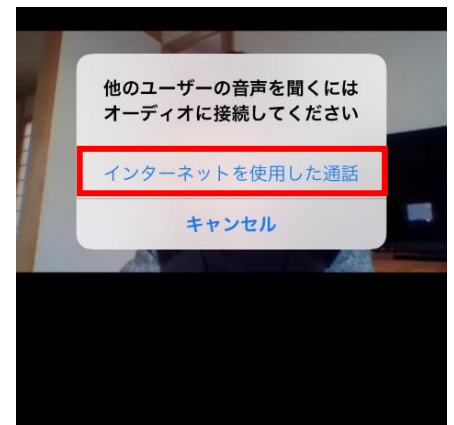 他のユーザーの音声を聞くには
オーディオに接続してください
インターネットを使用した通話
キャンセル